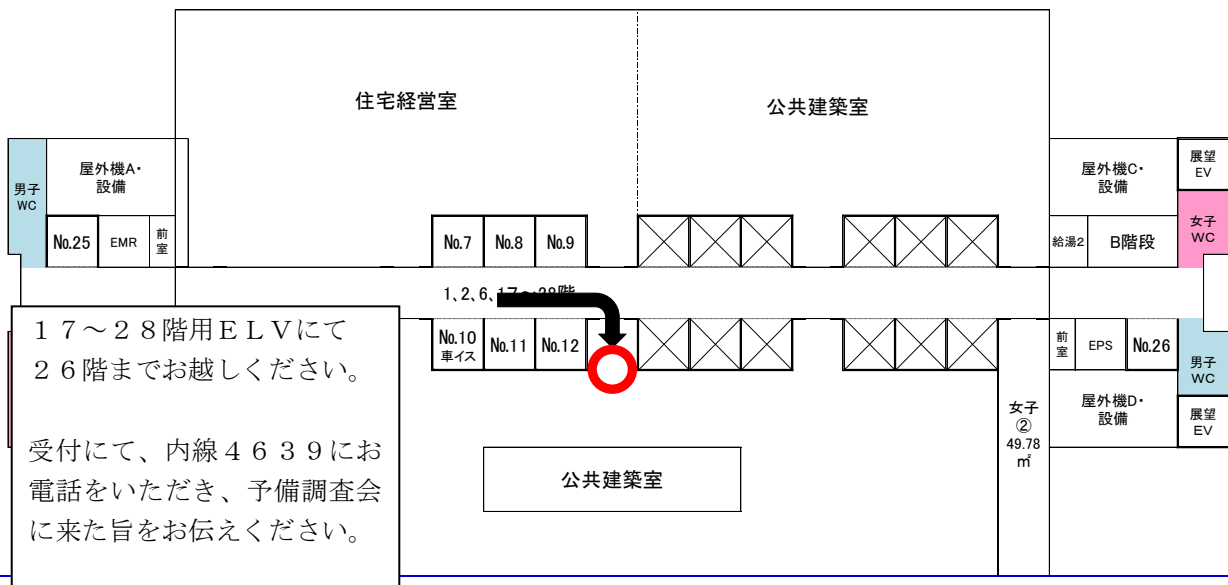 住宅経営室
公共建築室
男子
WC
屋外機A・
設備
No.25
EMR
前
室
No.7
No.8
No.9
屋外機C・
設備
展望
EV
給湯2
B階段
女子
WC
1、2、6、17～28階
No.10
車イス
No.11
No.12
前
室
EPS
No.26
男子
WC
屋外機D・
設備
展望
EV
女子
②
49.78
㎡
公共建築室
１７～２８階用ＥＬＶにて
２６階までお越しください。
受付にて、内線４６３９にお
電話をいただき、予備調査会
に来た旨をお伝えください。